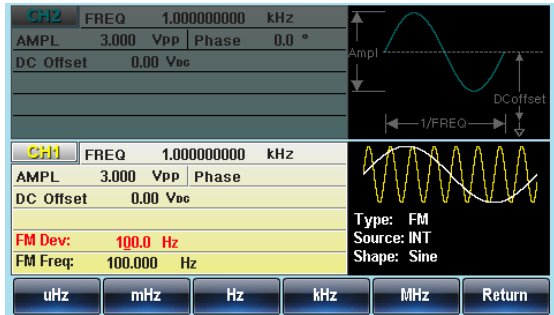 CH2 FREQ 1.000000000 kHz
AMPL 3.000 VPP Phase 0.0 °
DC Offset 0.00 VDC
Ampl
DCoffset
1/FREQ
CH1 FREQ 1.000000000 kHz
AMPL 3.000 VPP Phase
DC Offset 0.00 VDC
FM Dev: 100.0 Hz
FM Freq: 100.000 Hz
Type: FM
Source: INT
Shape: Sine
uHz mHz Hz kHz MHz Return